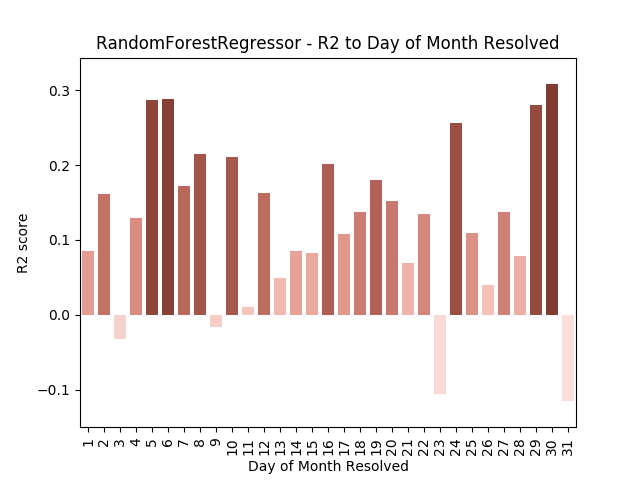 RandomForestRegressor - R2 to Day of Month Resolved
R2 score
0.3
0.2
0.1
0.0
−0.1
1 2 3 4 5 6 7 8 9 10 11 12 13 14 15 16 17 18 19 20 21 22 23 24 25 26 27 28 29 30 31
Day of Month Resolved